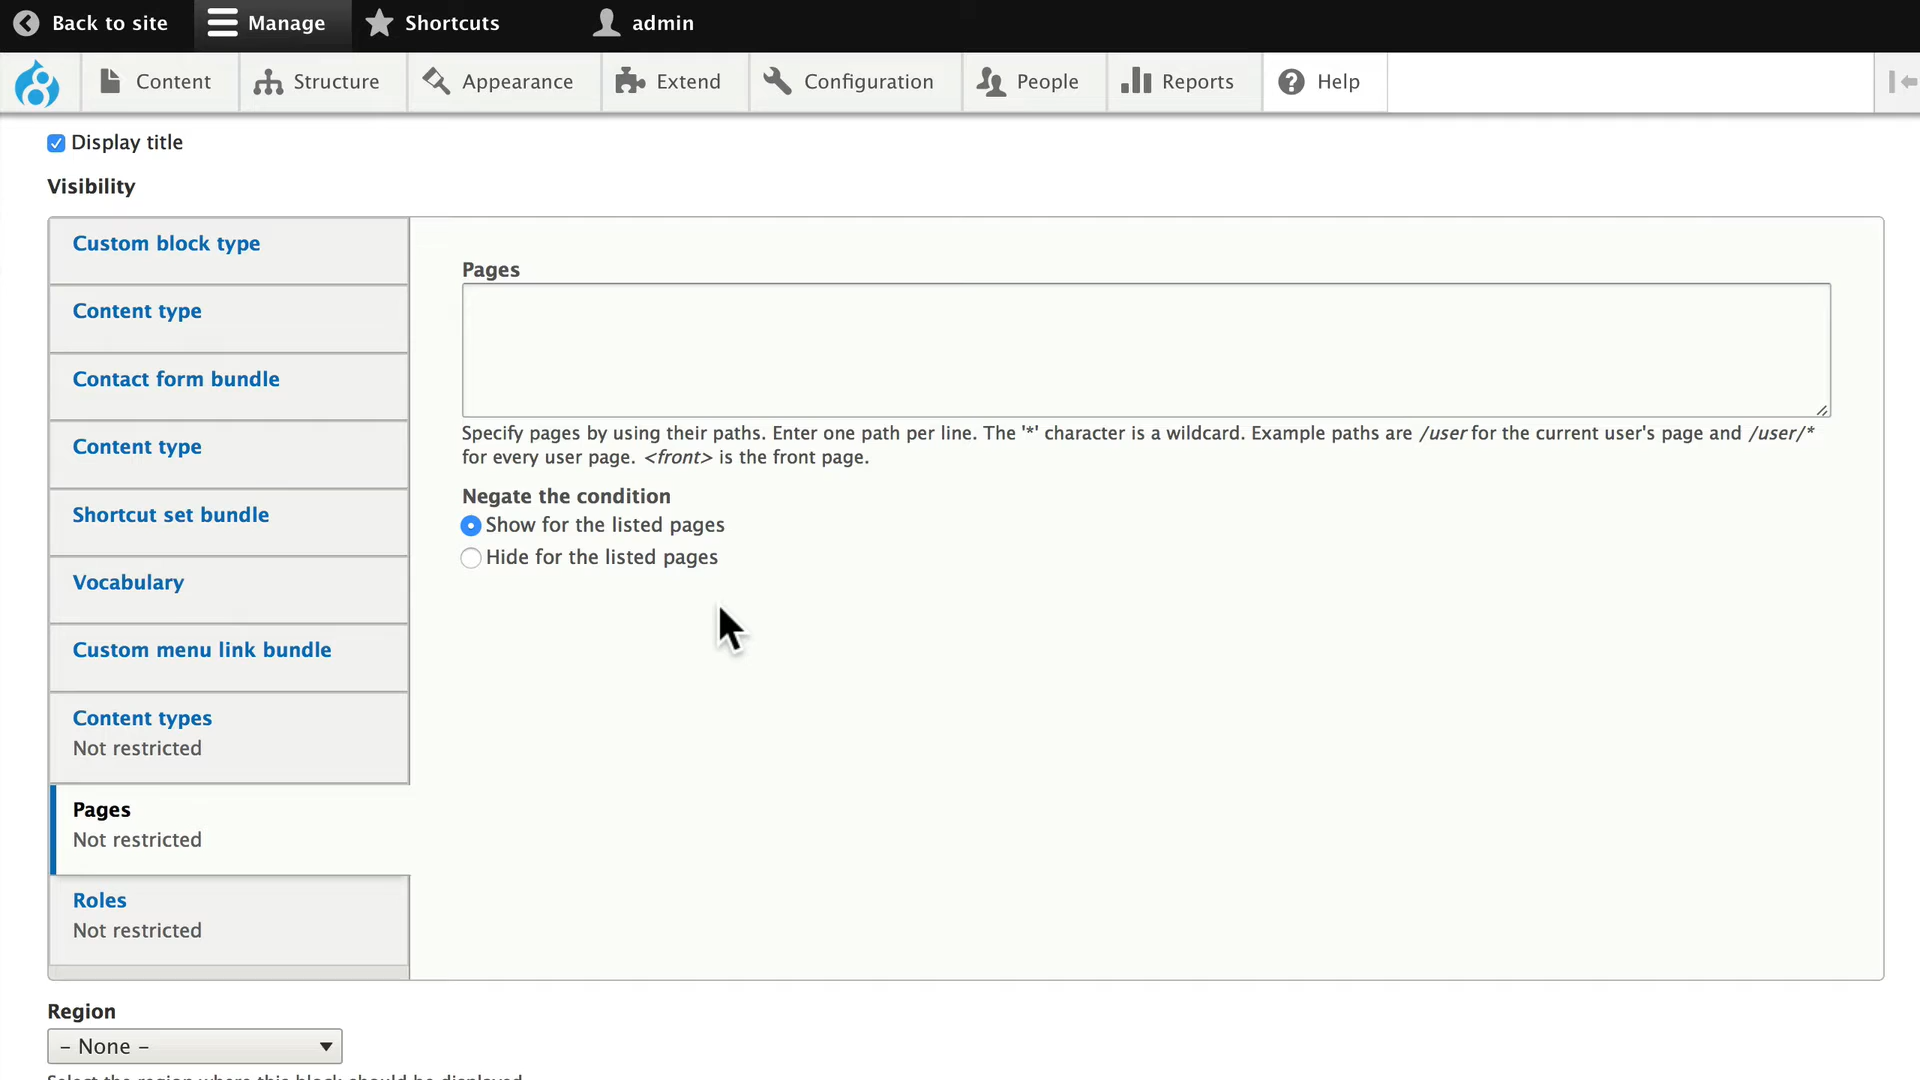 Back to site
Manage
Shortcuts
admin
Content
Structure
Appearance
Extend
Configuration
People
Reports
Help
Display title
Visibility
Custom block type
Content type
Contact form bundle
Content type
Shortcut set bundle
Vocabulary
Custom menu link bundle
Content types
Not restricted
Pages
Not restricted
Roles
Not restricted
Pages
Specify pages by using their paths. Enter one path per line. The '*' character is a wildcard. Example paths are /user for the current user's page and /user/*
for every user page. <front> is the front page.
Negate the condition
Show for the listed pages
Hide for the listed pages
Region
- None -
Select the region where this block should be displayed